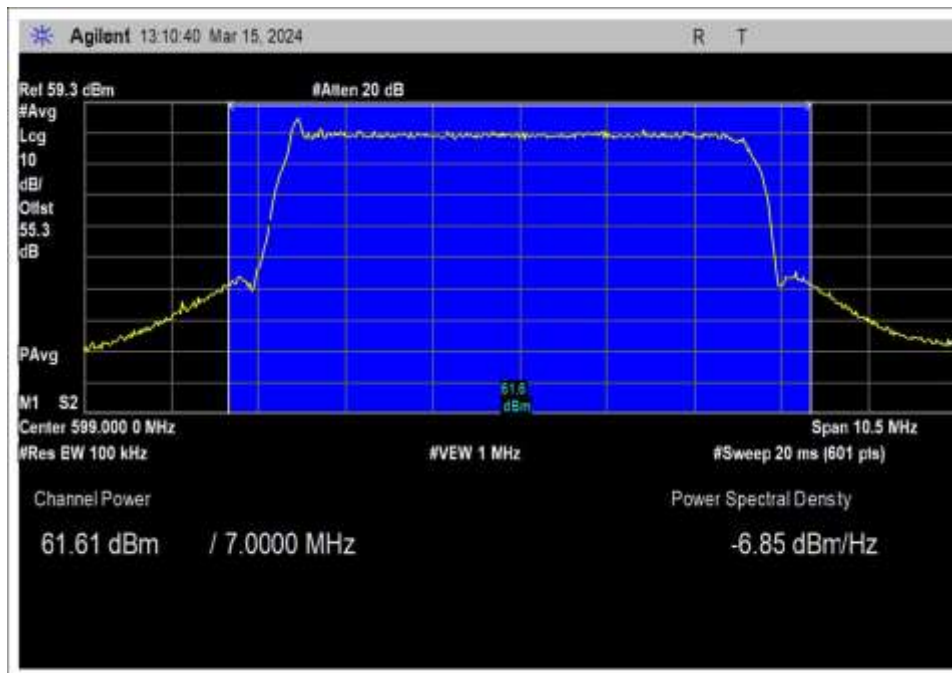 Agilent 13:10:40 Mar 15, 2024 R T
Ref 59.3 dBm #Atten 20 dB
#Avg
Log
10
dB/
Offst
55.3
dB
PAvg
61.6
dBm
M1 S2
Center 599.000 0 MHz Span 10.5 MHz
#Res BW 100 kHz #VBW 1 MHz #Sweep 20 ms (601 pts)
Channel Power Power Spectral Density
61.61 dBm / 7.0000 MHz -6.85 dBm/Hz